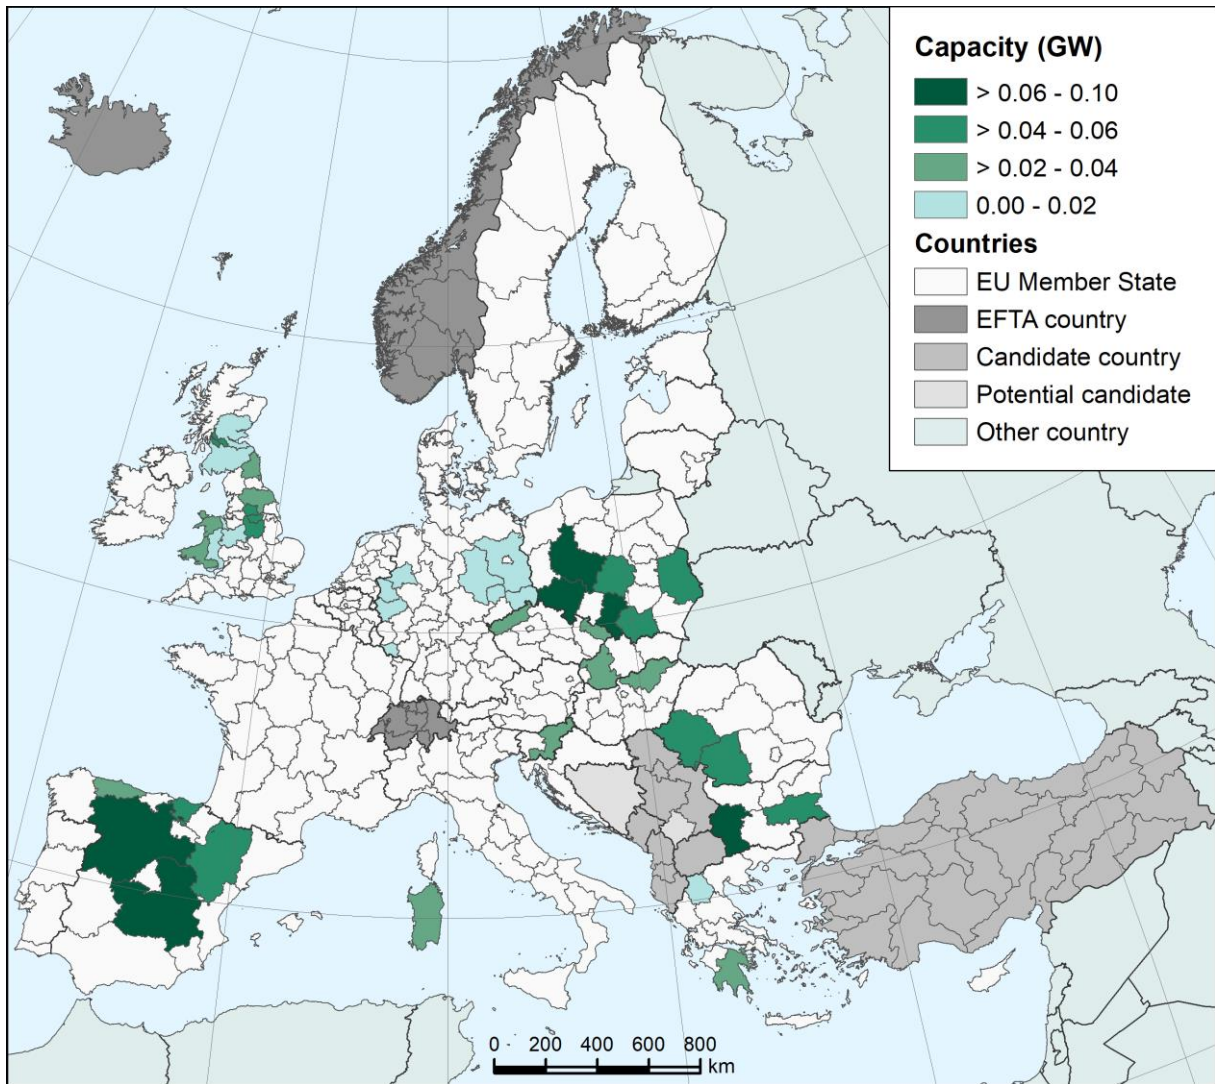 Capacity (GW)
> 0.06 - 0.10
> 0.04 - 0.06
> 0.02 - 0.04
0.00 - 0.02
Countries
EU Member State
EFTA country
Candidate country
Potential candidate
Other country
0 200 400 600 800
km